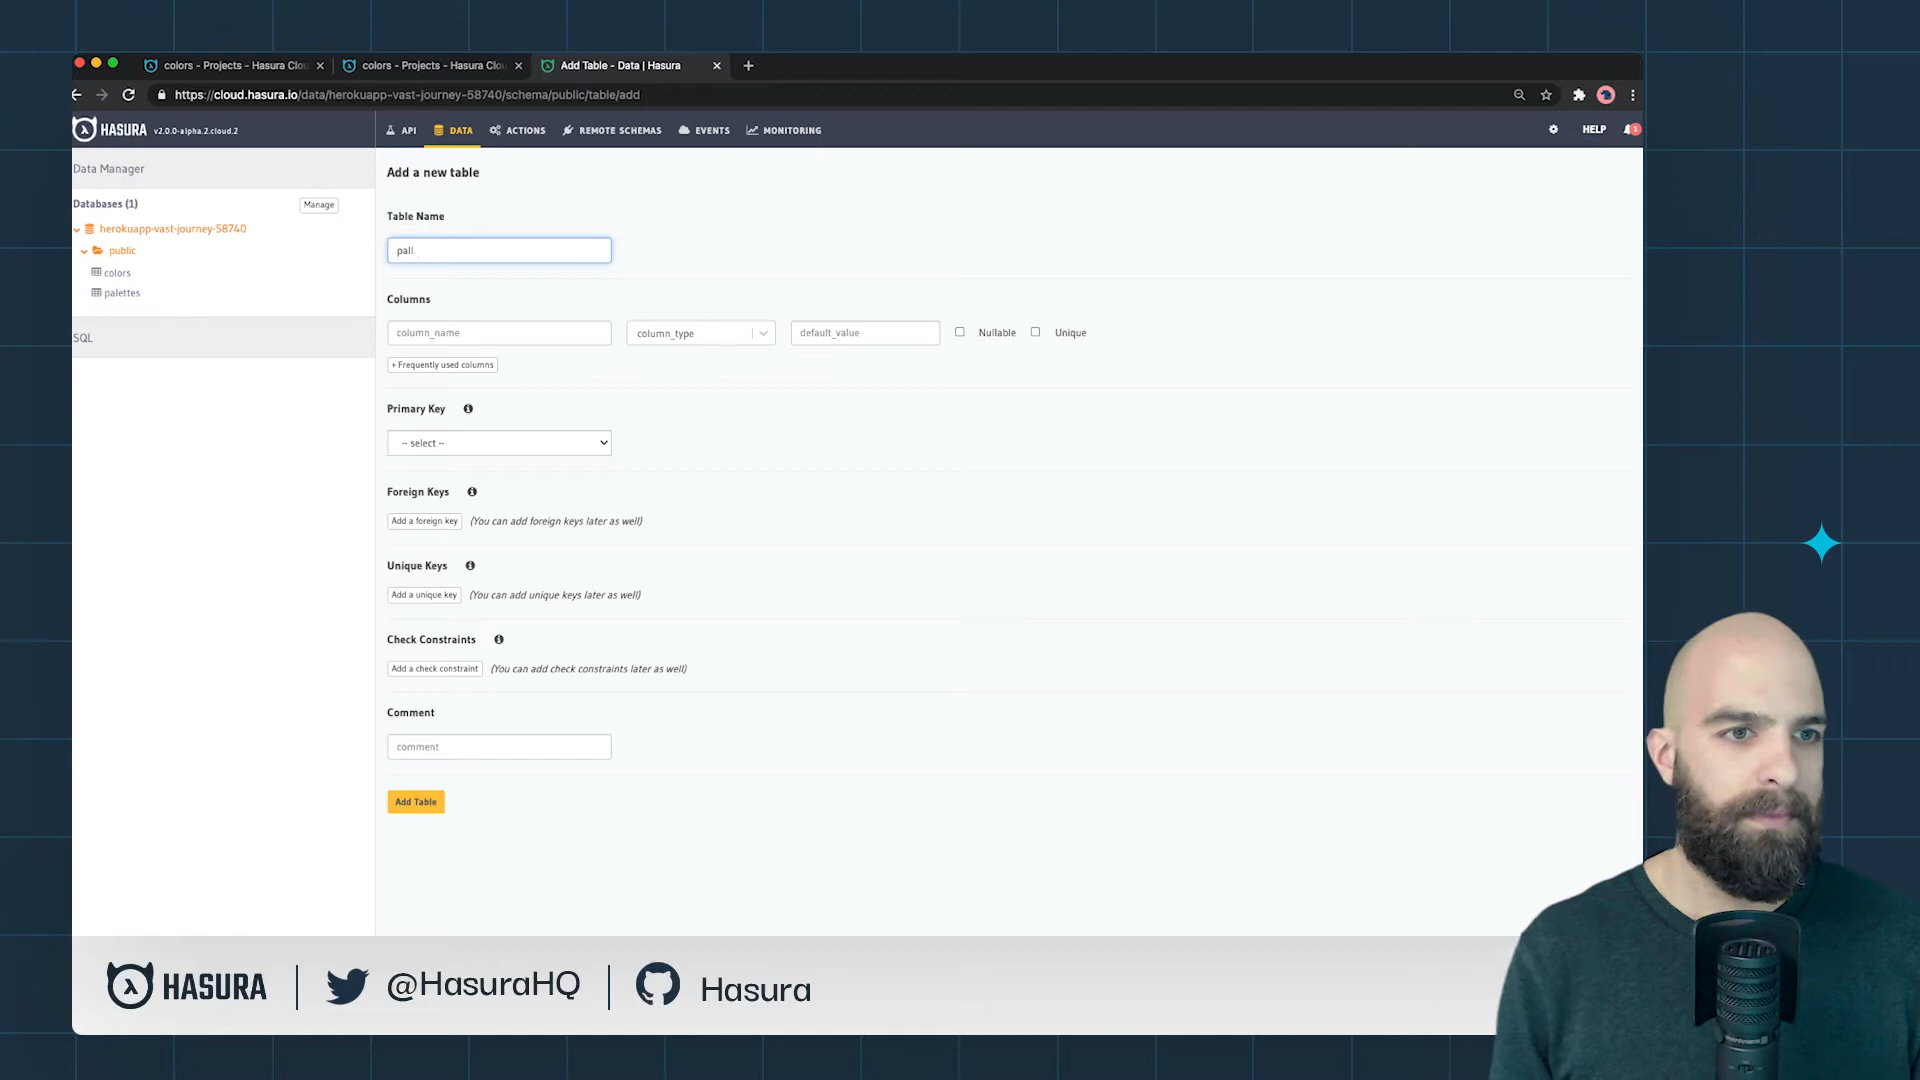 colors - Projects - Hasura Clou
colors - Projects - Hasura Clou
Add Table - Data | Hasura
https://cloud.hasura.io/data/herokuapp-vast-journey-58740/schema/public/table/add
HASURA v2.0.0-alpha.2.cloud.2
API
DATA
ACTIONS
REMOTE SCHEMAS
EVENTS
MONITORING
HELP
1
Data Manager
Databases (1)
Manage
herokuapp-vast-journey-58740
public
colors
palettes
SQL
Add a new table
Table Name
pall
Columns
column_name
column_type
default_value
Nullable
Unique
+ Frequently used columns
Primary Key
-- select --
Foreign Keys
Add a foreign key (You can add foreign keys later as well)
Unique Keys
Add a unique key (You can add unique keys later as well)
Check Constraints
Add a check constraint (You can add check constraints later as well)
Comment
comment
Add Table
HASURA
@HasuraHQ
Hasura